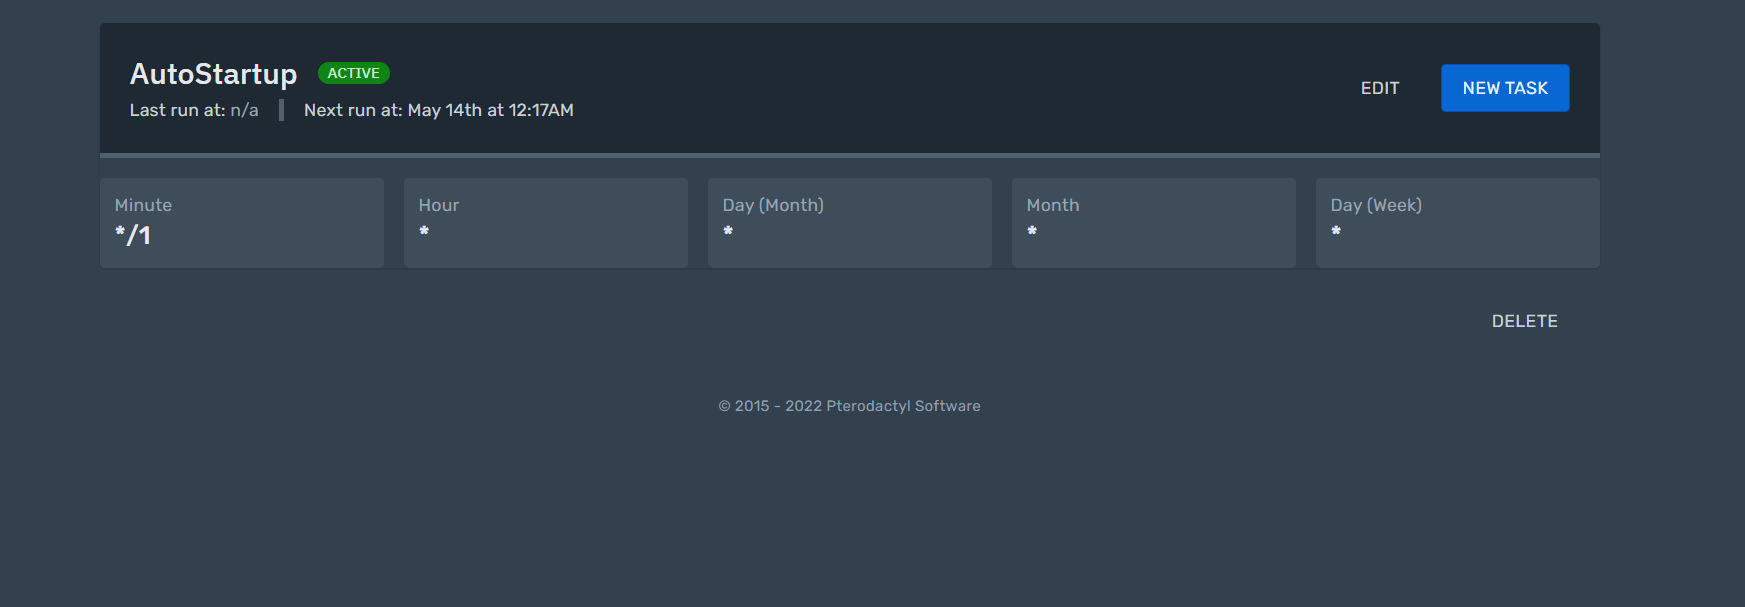 AutoStartup ACTIVE
Last run at: n/a Next run at: May 14th at 12:17AM
EDIT NEW TASK
Minute Hour Day (Month) Month Day (Week)
*/1 * * * *
DELETE
© 2015 - 2022 Pterodactyl Software